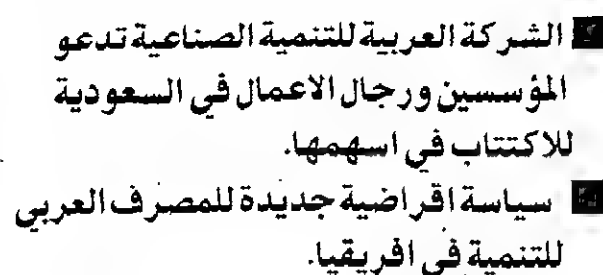 الشركة العربية للتنمية الصناعية تدعو
المؤسسين ورجال الاعمال في السعودية
للاكتتاب في اسهمها.
سياسة اقراضية جديدة للمصرف العربي
للتنمية في افريقيا.